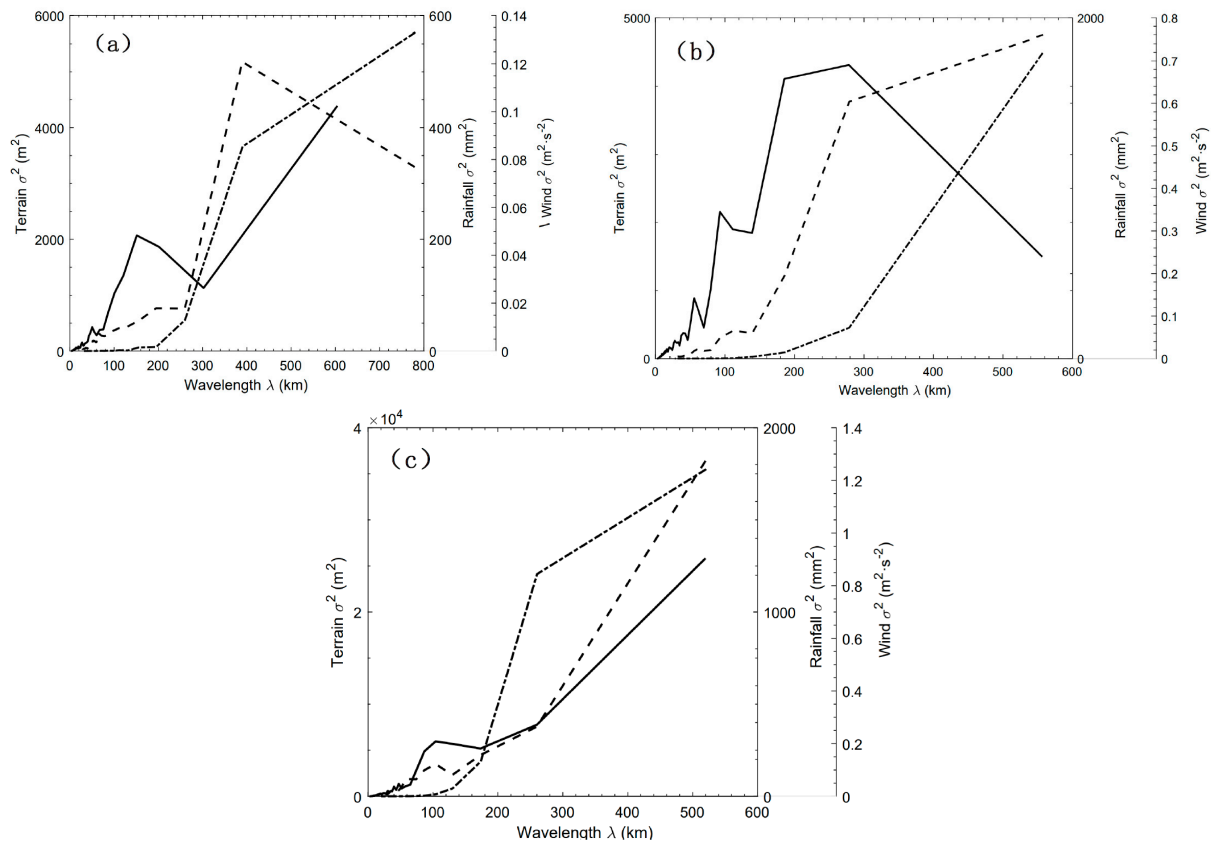 (a)
6000
4000
2000
0
Terrain σ² (m²)
0 100 200 300 400 500 600 700 800
Wavelength λ (km)
600
400
200
0
Rainfall σ² (mm²)
0.14
0.12
0.1
0.08
0.06
0.04
0.02
0
\ Wind σ² (m²·s⁻²)
(b)
5000
0
Terrain σ² (m²)
0 100 200 300 400 500 600
Wavelength λ (km)
2000
0
Rainfall σ² (mm²)
0.8
0.7
0.6
0.5
0.4
0.3
0.2
0.1
0
Wind σ² (m²·s⁻²)
(c)
×10⁴
4
2
0
Terrain σ² (m²)
0 100 200 300 400 500 600
Wavelength λ (km)
2000
1000
0
Rainfall σ² (mm²)
1.4
1.2
1
0.8
0.6
0.4
0.2
0
Wind σ² (m²·s⁻²)